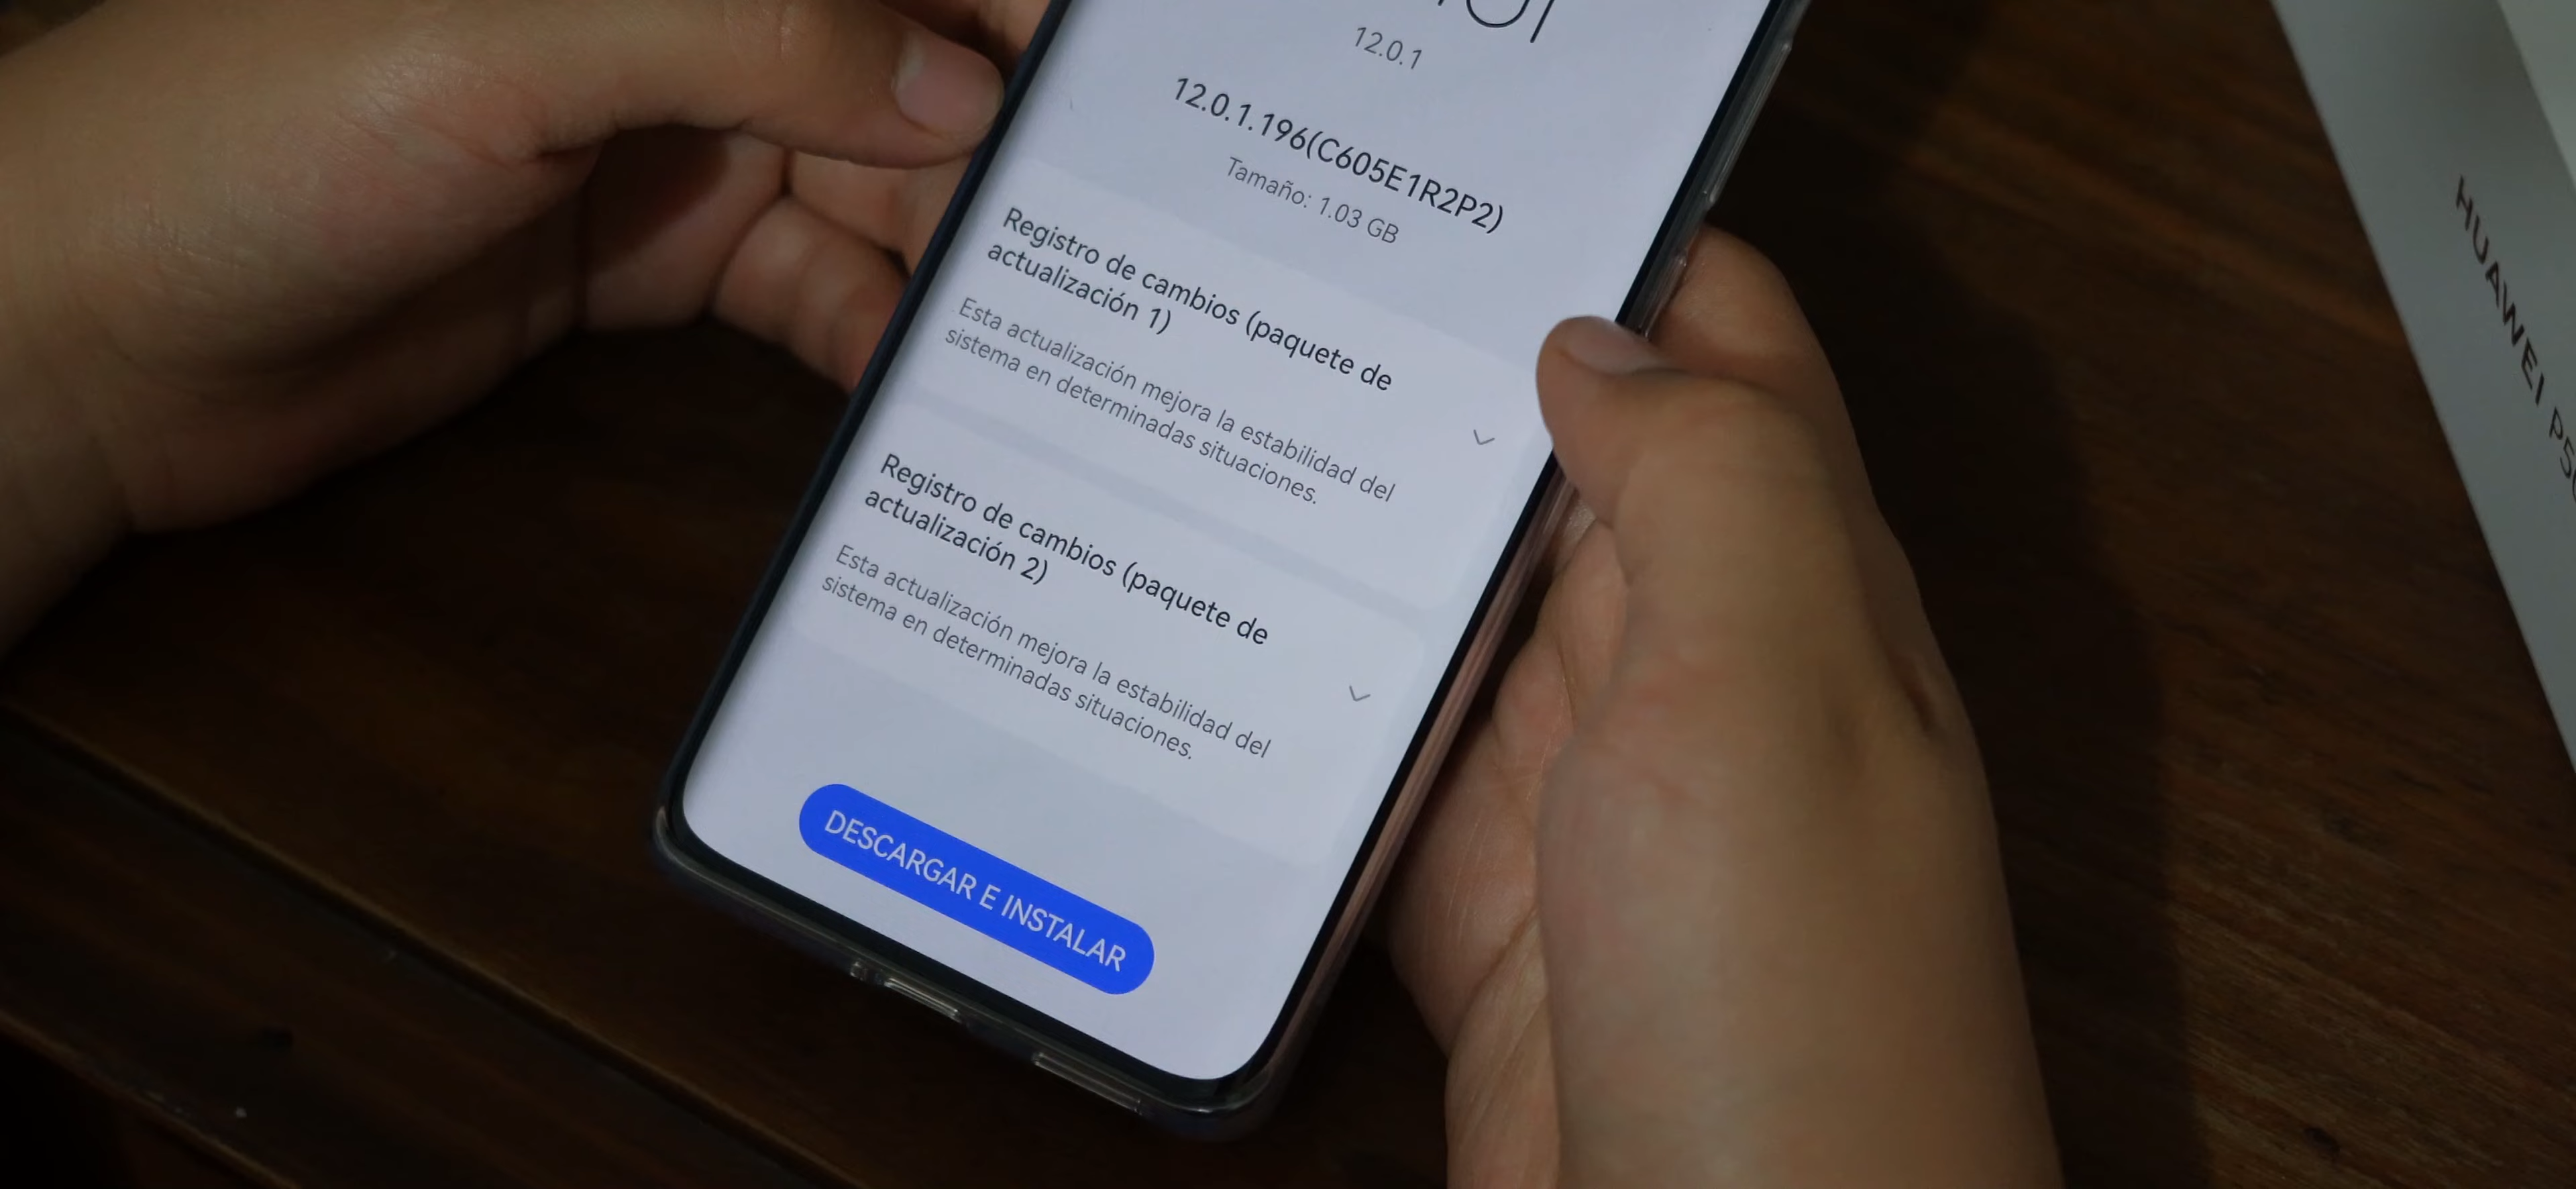 12.0.1
12.0.1.196(C605E1R2P2)
Tamaño: 1.03 GB
Registro de cambios (paquete de
actualización 1)
Esta actualización mejora la estabilidad del
sistema en determinadas situaciones.
Registro de cambios (paquete de
actualización 2)
Esta actualización mejora la estabilidad del
sistema en determinadas situaciones.
DESCARGAR E INSTALAR
HUAWEI